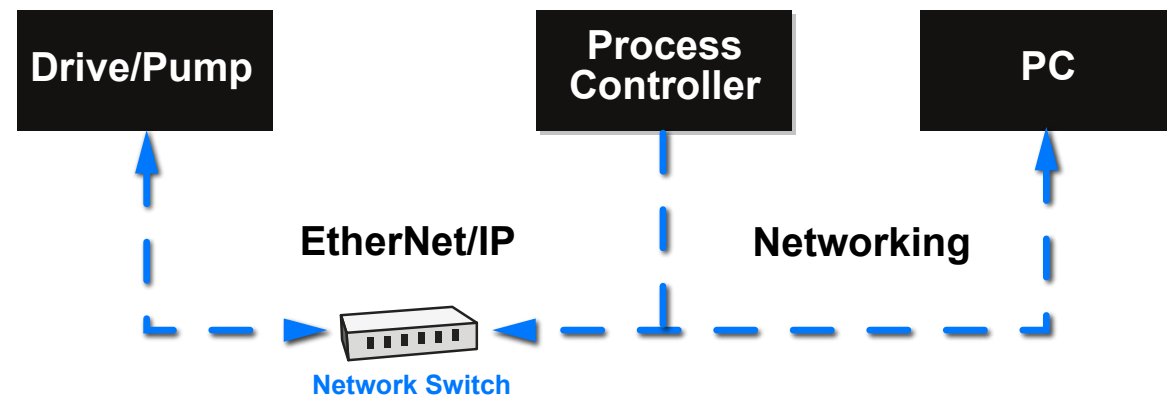 Drive/Pump
Process
Controller
PC
EtherNet/IP
Networking
Network Switch